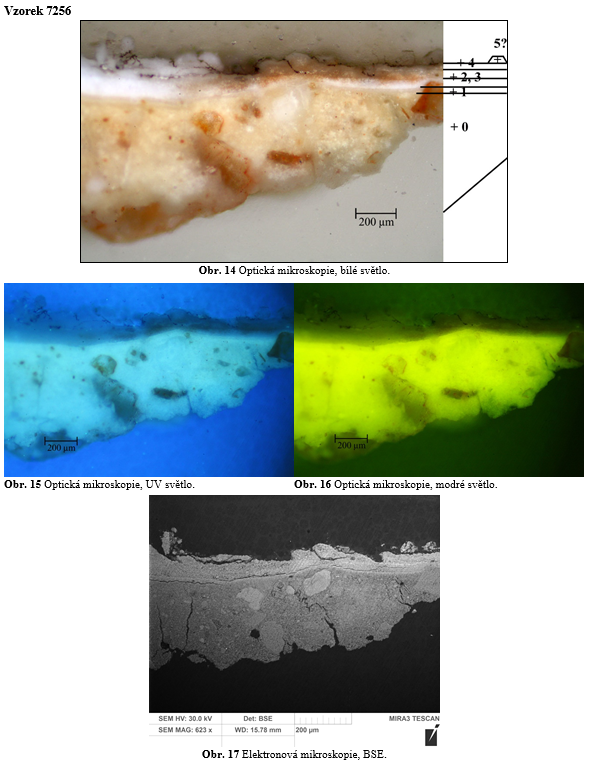 Vzorek 7256
5?
+
+ 4
+ 2, 3
+ 1
+ 0
200 µm
Obr. 14 Optická mikroskopie, bílé světlo.
200 µm
200 µm
Obr. 15 Optická mikroskopie, UV světlo.
Obr. 16 Optická mikroskopie, modré světlo.
SEM HV: 30.0 kV Det: BSE MIRA3 TESCAN
SEM MAG: 623 x WD: 15.78 mm 200 µm
Obr. 17 Elektronová mikroskopie, BSE.